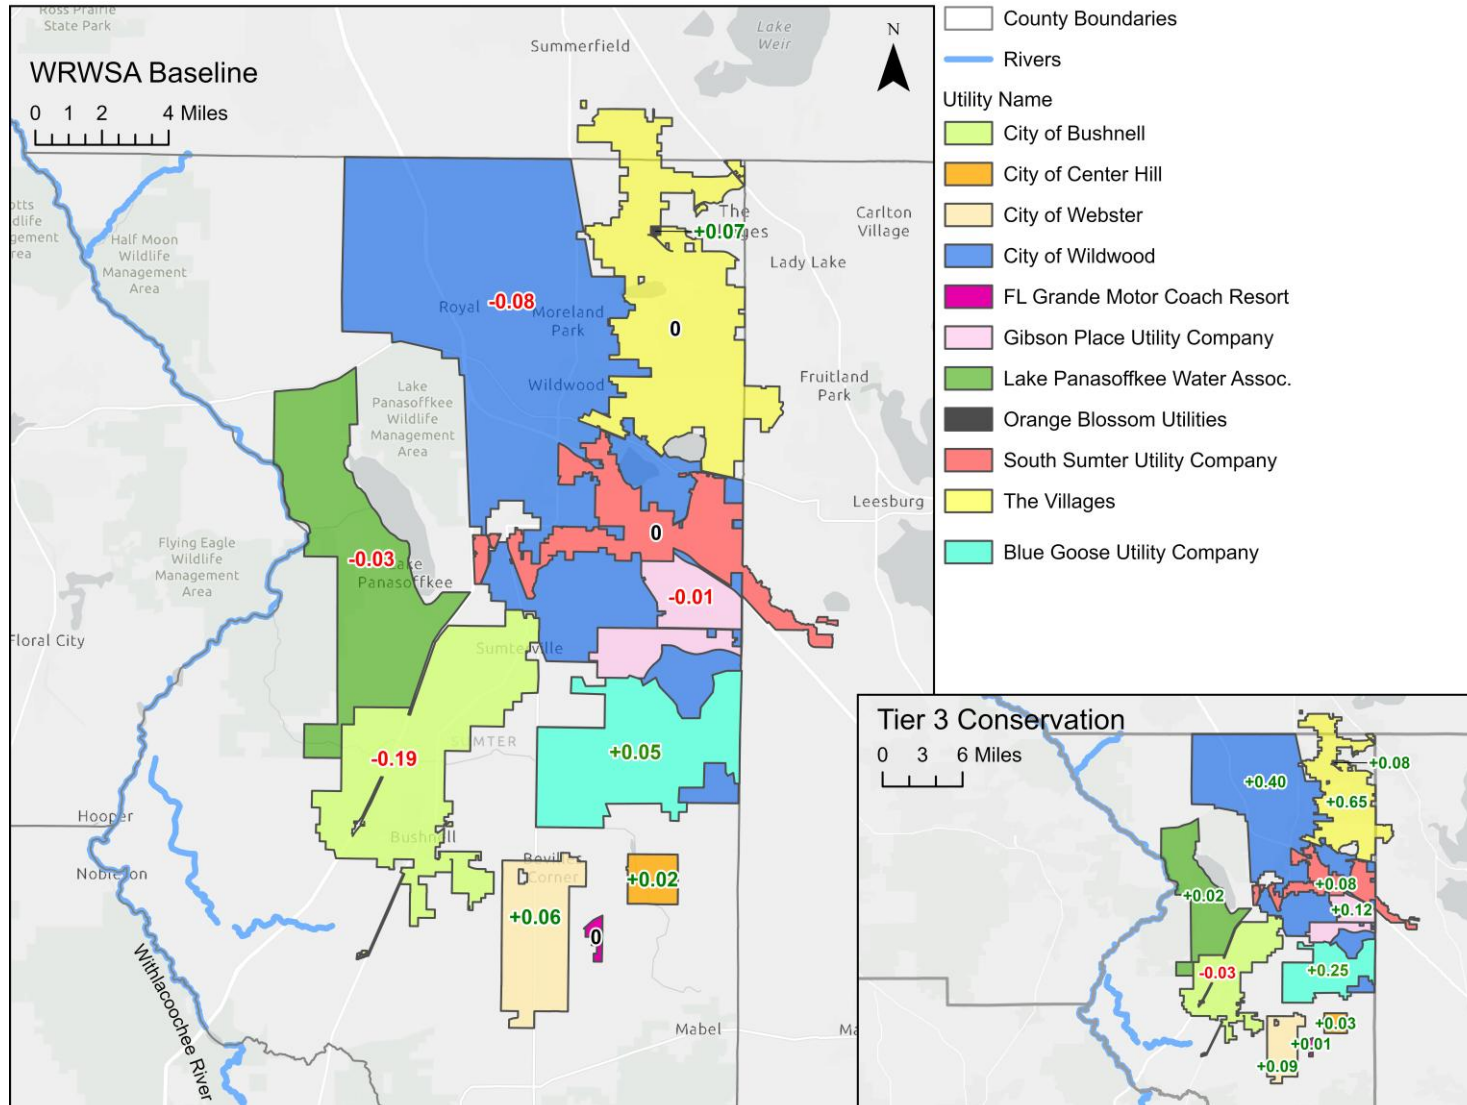 Ross Prairie
State Park
WRWSA Baseline
0 1 2 4 Miles
Summerfield
Lake
Weir
N
Half Moon
Wildlife
Management
Area
The
+0.07
Carlton
Village
Lady Lake
Royal
-0.08
Moreland
Park
0
Wildwood
Fruitland
Park
Lake
Panasoffkee
Wildlife
Management
Area
Leesburg
Flying Eagle
Wildlife
Management
Area
-0.03
Lake
Panasoffkee
0
-0.01
Floral City
Sumterville
SUMTER
-0.19
+0.05
Hooper
Bushnell
Nobleton
Beville's
Corner
+0.02
+0.06
0
Withlacoochee River
Mabel
County Boundaries
Rivers
Utility Name
City of Bushnell
City of Center Hill
City of Webster
City of Wildwood
FL Grande Motor Coach Resort
Gibson Place Utility Company
Lake Panasoffkee Water Assoc.
Orange Blossom Utilities
South Sumter Utility Company
The Villages
Blue Goose Utility Company
Tier 3 Conservation
0 3 6 Miles
+0.08
+0.40
+0.65
+0.08
+0.02
+0.12
-0.03
+0.25
+0.03
+0.01
+0.09